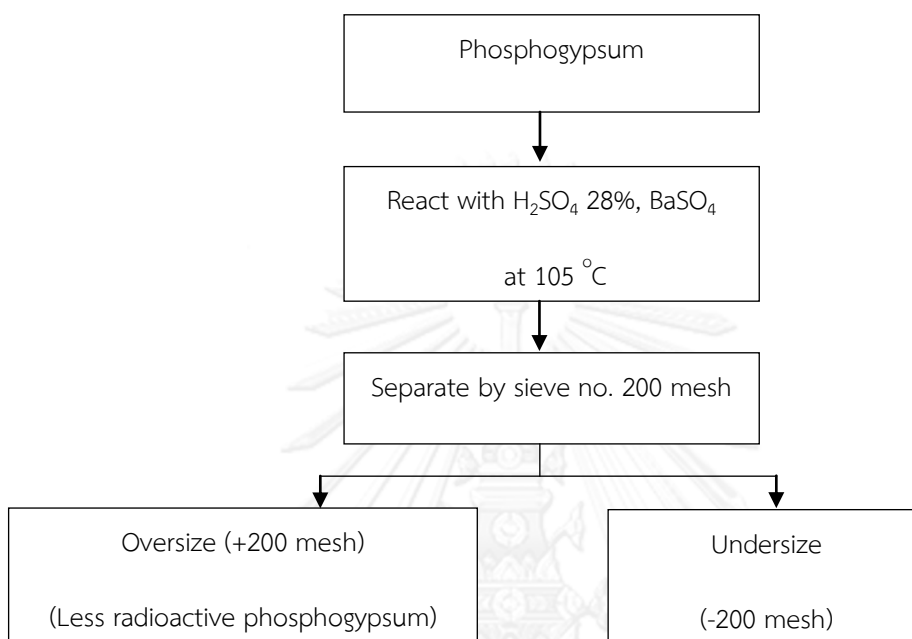 Phosphogypsum
React with H₂SO₄ 28%, BaSO₄
at 105 °C
Separate by sieve no. 200 mesh
Oversize (+200 mesh)
(Less radioactive phosphogypsum)
Undersize
(-200 mesh)